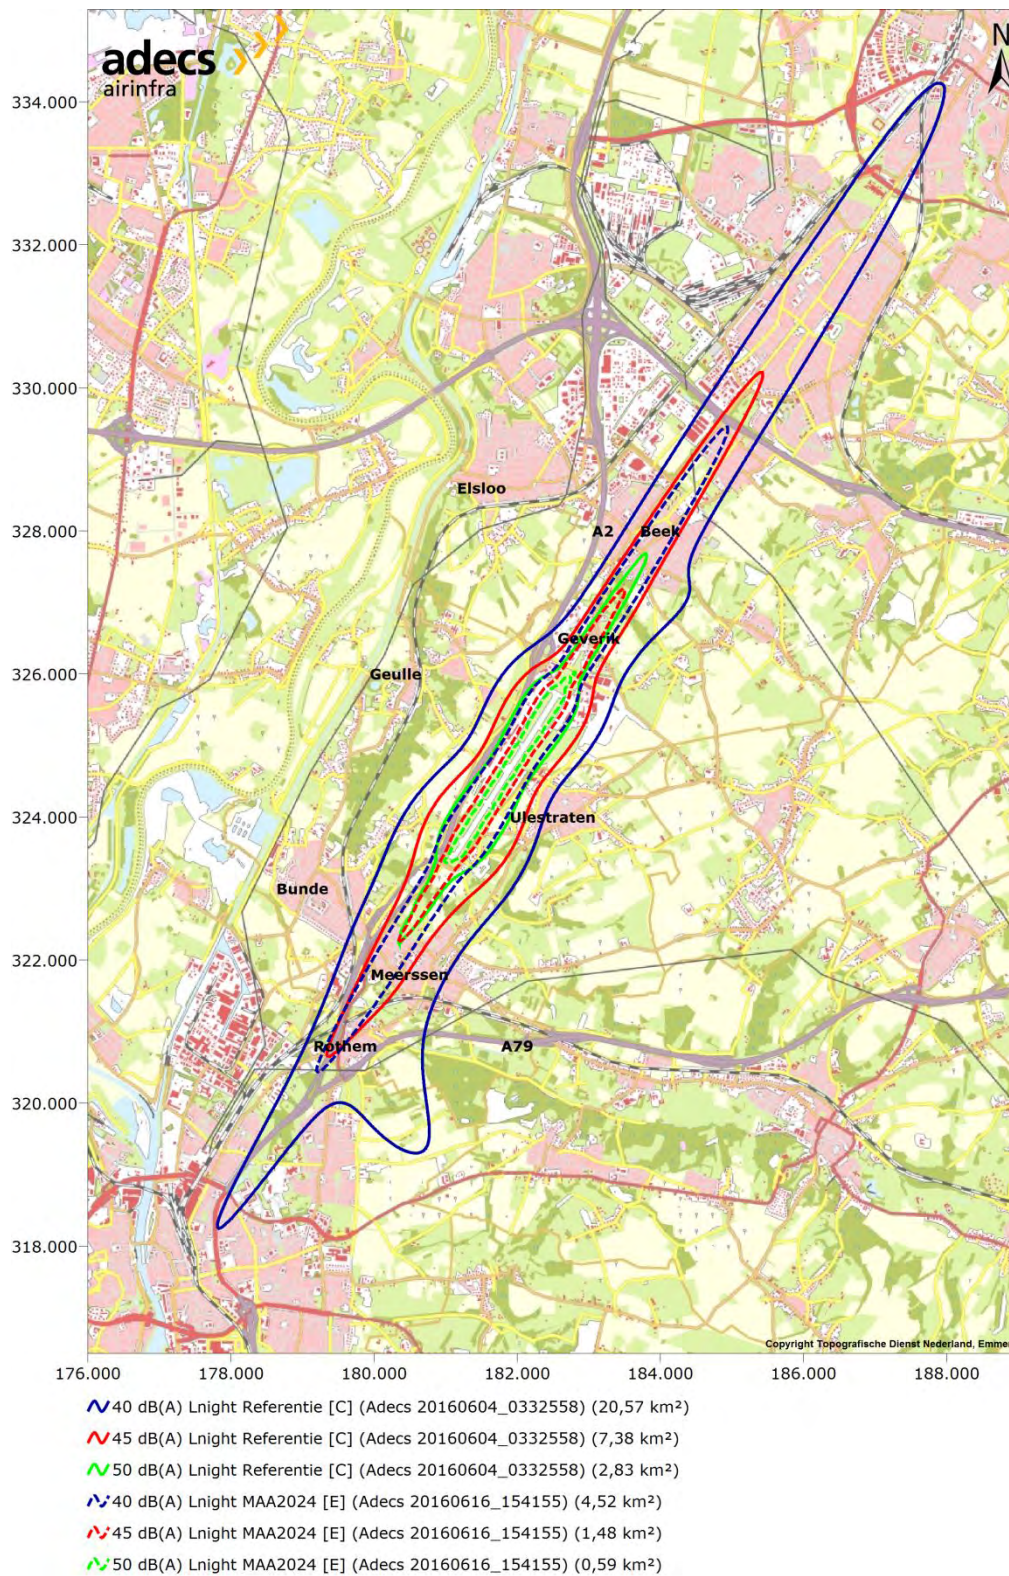 adecs
airinfra
N
334.000
332.000
330.000
328.000
326.000
324.000
322.000
320.000
318.000
Elsloo
A2
Beek
Geverik
Geulle
Ulestraten
Bunde
Meerssen
Rothem
A79
Copyright Topografische Dienst Nederland, Emmen
176.000
178.000
180.000
182.000
184.000
186.000
188.000
40 dB(A) Lnight Referentie [C] (Adecs 20160604_0332558) (20,57 km²)
45 dB(A) Lnight Referentie [C] (Adecs 20160604_0332558) (7,38 km²)
50 dB(A) Lnight Referentie [C] (Adecs 20160604_0332558) (2,83 km²)
40 dB(A) Lnight MAA2024 [E] (Adecs 20160616_154155) (4,52 km²)
45 dB(A) Lnight MAA2024 [E] (Adecs 20160616_154155) (1,48 km²)
50 dB(A) Lnight MAA2024 [E] (Adecs 20160616_154155) (0,59 km²)